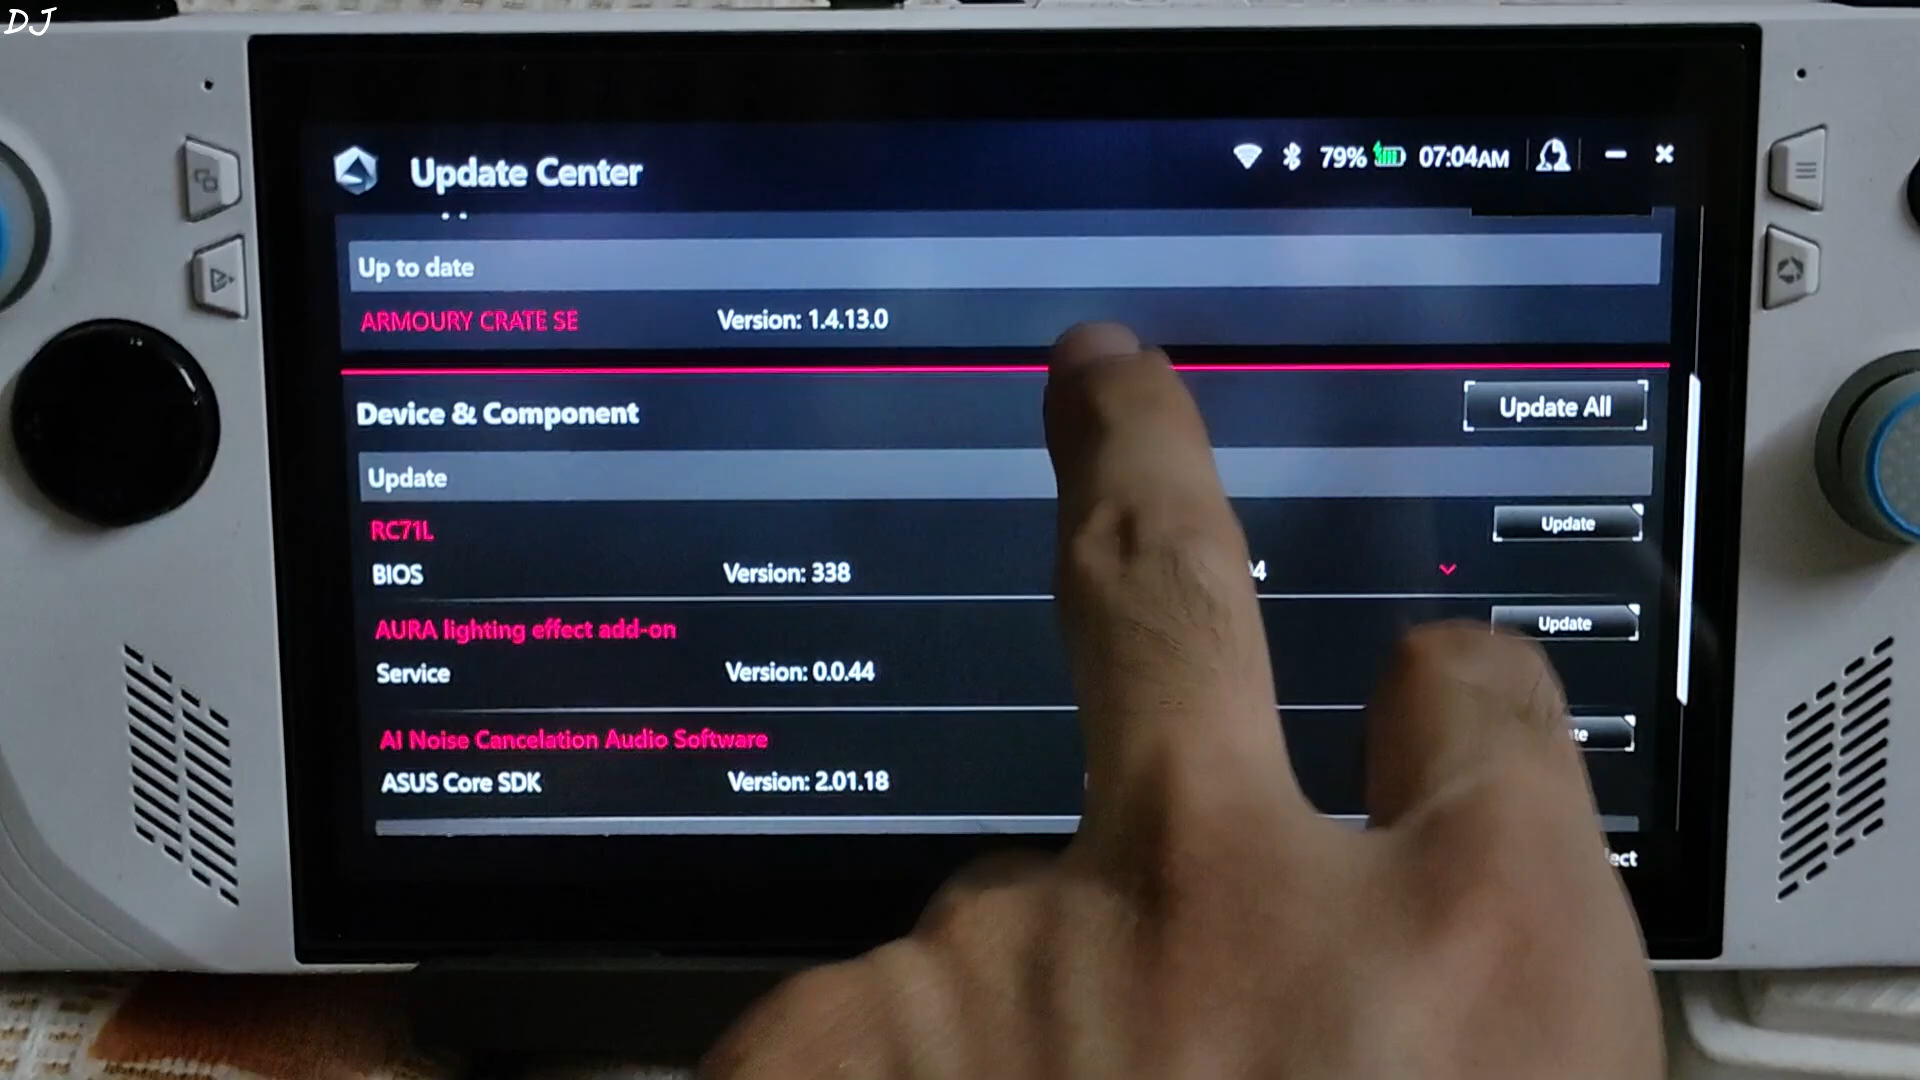 DJ
Update Center
79%
07:04AM
Up to date
ARMOURY CRATE SE
Version: 1.4.13.0
Device & Component
Update All
Update
RC71L
Update
BIOS
Version: 338
AURA lighting effect add-on
Update
Service
Version: 0.0.44
AI Noise Cancelation Audio Software
ASUS Core SDK
Version: 2.01.18